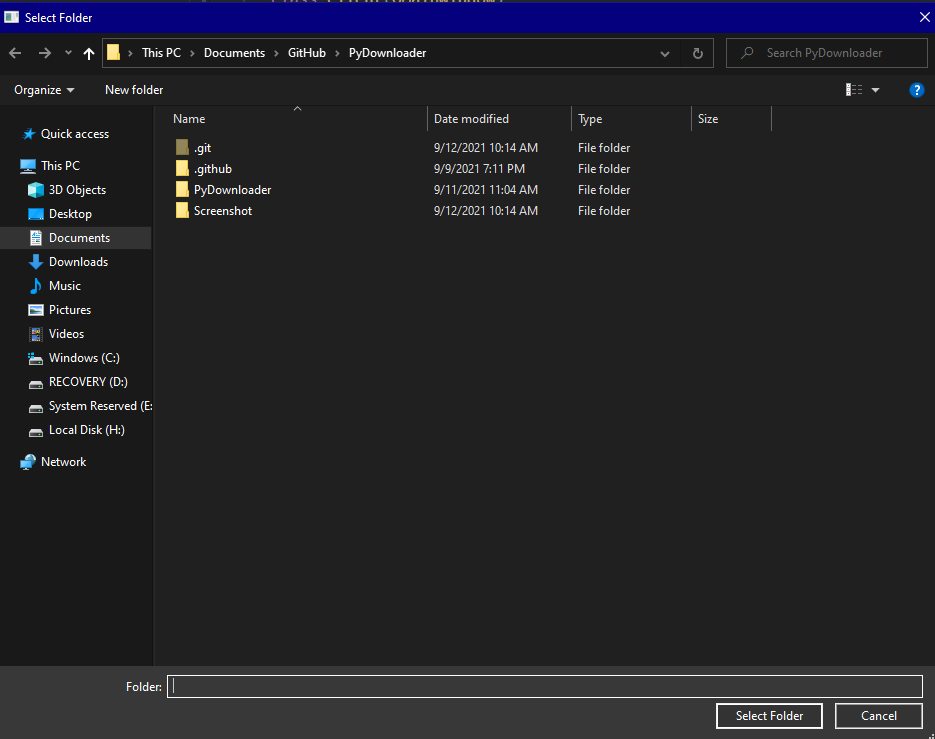 Select Folder
This PC > Documents > GitHub > PyDownloader
Search PyDownloader
Organize
New folder
?
Quick access
This PC
3D Objects
Desktop
Documents
Downloads
Music
Pictures
Videos
Windows (C:)
RECOVERY (D:)
System Reserved (E:
Local Disk (H:)
Network
Name Date modified Type Size
.git 9/12/2021 10:14 AM File folder
.github 9/9/2021 7:11 PM File folder
PyDownloader 9/11/2021 11:04 AM File folder
Screenshot 9/12/2021 10:14 AM File folder
Folder:
Select Folder
Cancel